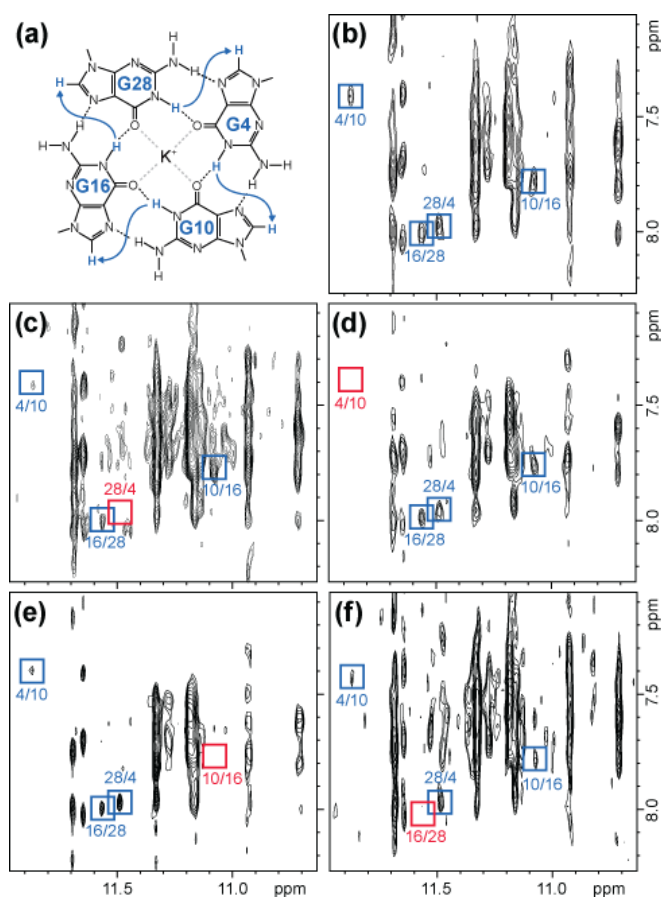 (a)
H
N
H
N
N
H
N
N
G28
N
N
H
N
O
O
G4
N
H
N
N
H
H
N
K+
H
N
H
N
G16
O
O
H
N
N
N
H
N
N
G10
H
N
N
N
H
H
(b)
4/10
28/4
10/16
16/28
7.5
8.0
ppm
(c)
4/10
28/4
10/16
16/28
(d)
4/10
28/4
10/16
16/28
7.5
8.0
ppm
(e)
4/10
28/4
10/16
16/28
11.5
11.0
ppm
(f)
4/10
28/4
10/16
16/28
7.5
8.0
ppm
11.5
11.0
ppm